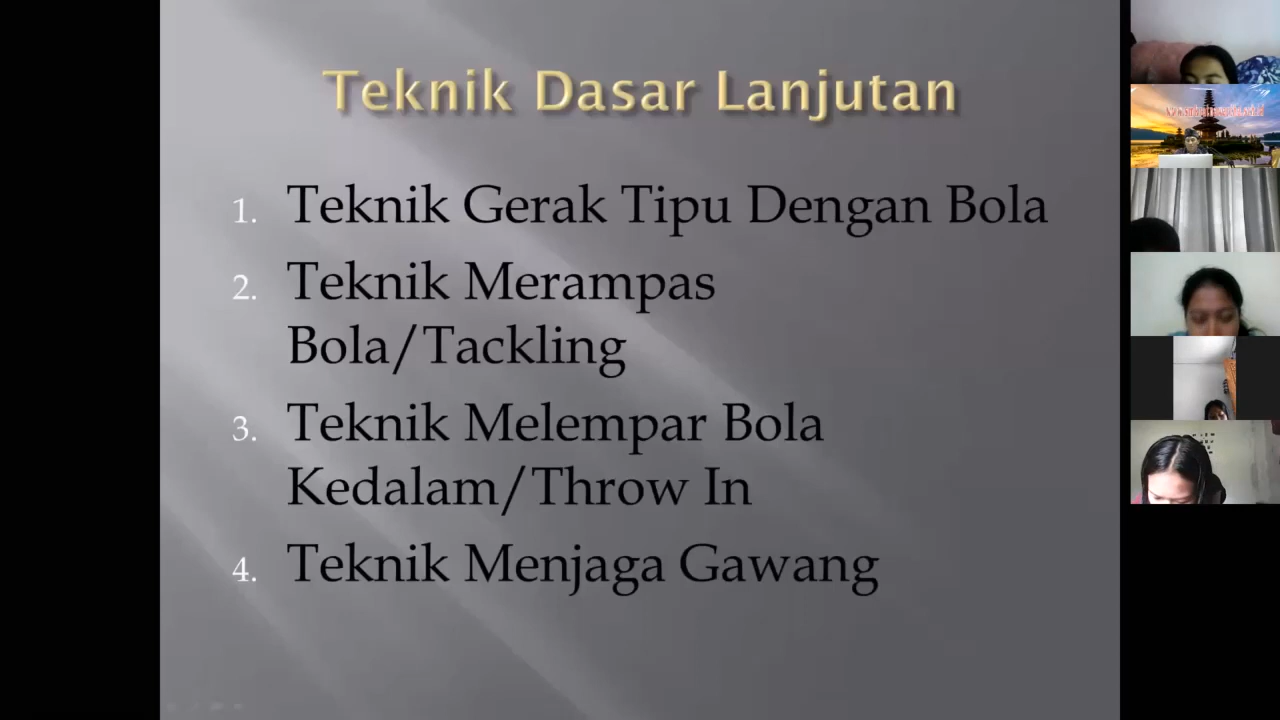 Teknik Dasar Lanjutan
1. Teknik Gerak Tipu Dengan Bola
2. Teknik Merampas
Bola/Tackling
3. Teknik Melempar Bola
Kedalam/Throw In
4. Teknik Menjaga Gawang